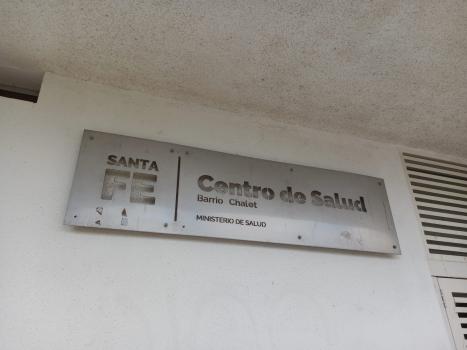 SANTA
FE
Centro de Salud
Barrio Chalet
MINISTERIO DE SALUD